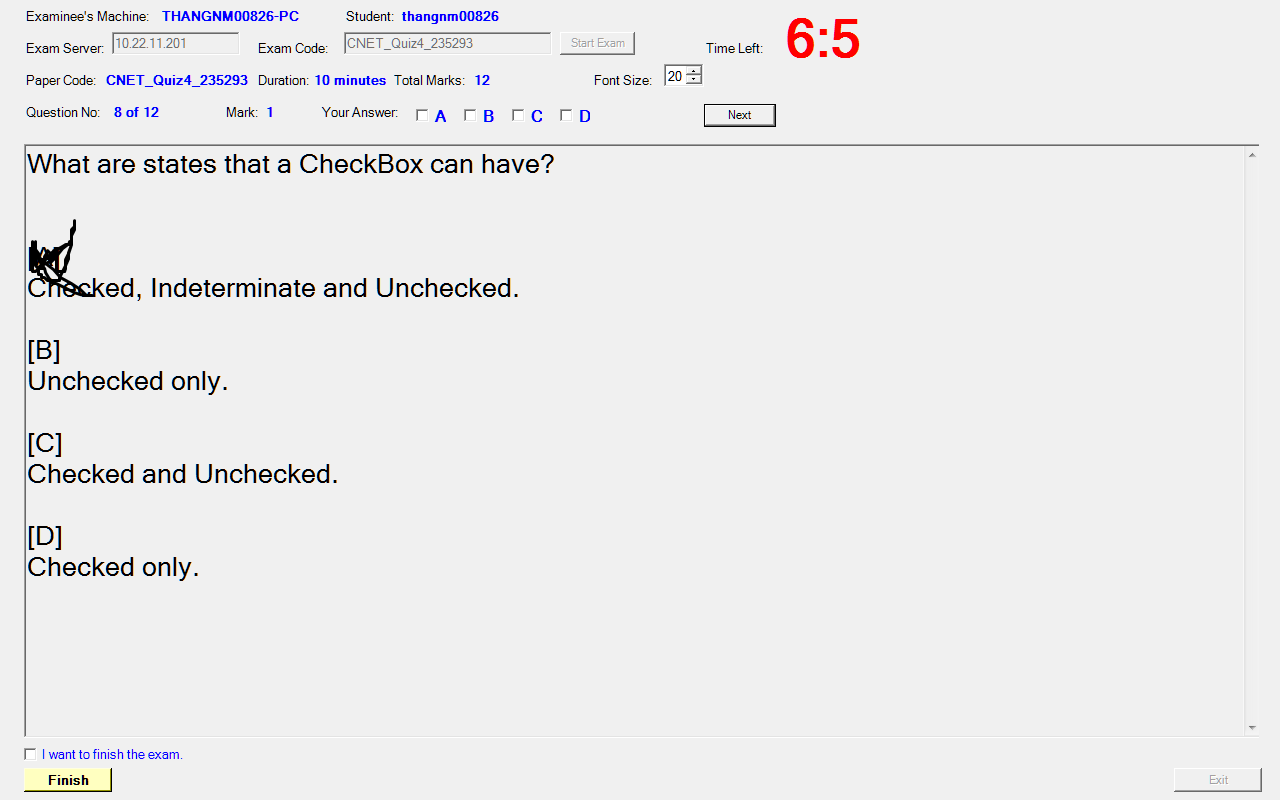 Examinee's Machine: THANGNM00826-PC Student: thangnm00826
Exam Server: 10.22.11.201 Exam Code: CNET_Quiz4_235293 Start Exam Time Left: 6:5
Paper Code: CNET_Quiz4_235293 Duration: 10 minutes Total Marks: 12 Font Size: 20
Question No: 8 of 12 Mark: 1 Your Answer: A B C D Next
What are states that a CheckBox can have?
Checked, Indeterminate and Unchecked.
[B]
Unchecked only.
[C]
Checked and Unchecked.
[D]
Checked only.
I want to finish the exam.
Finish Exit